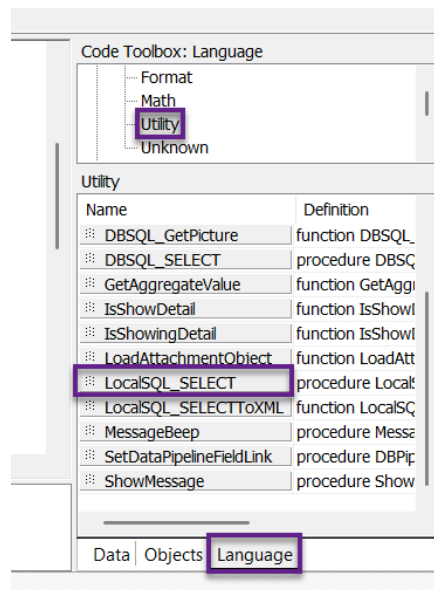 Code Toolbox: Language
Format
Math
Utility
Unknown
Utility
Name Definition
DBSQL_GetPicture function DBSQL_
DBSQL_SELECT procedure DBSQ
GetAggregateValue function GetAggr
IsShowDetail function IsShowD
IsShowingDetail function IsShowI
LoadAttachmentObject function LoadAtt
LocalSQL_SELECT procedure LocalS
LocalSQL_SELECTToXML function LocalSQ
MessageBeep procedure Messa
SetDataPipelineFieldLink procedure DBPip
ShowMessage procedure Show
Data Objects Language